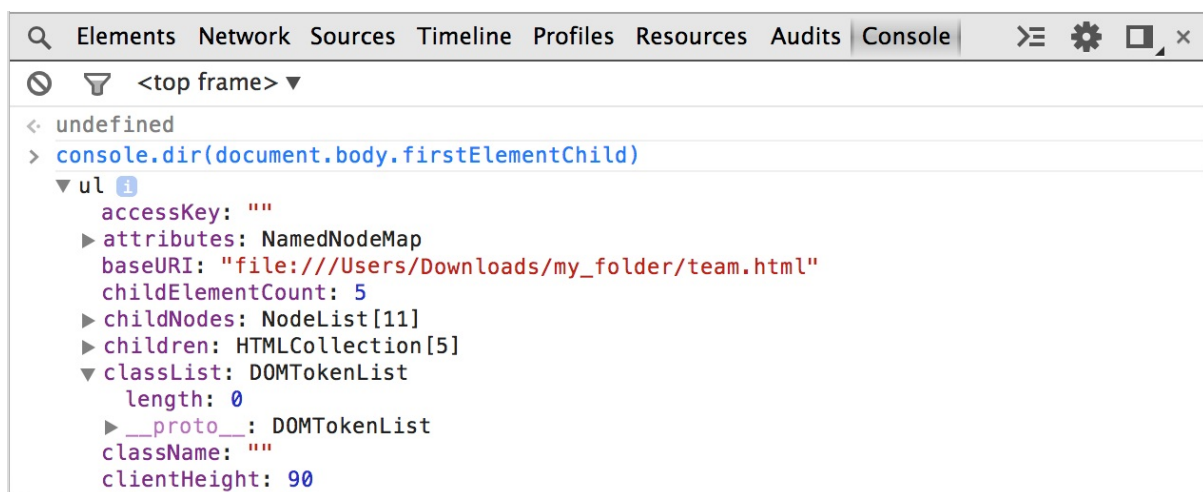 Elements Network Sources Timeline Profiles Resources Audits Console ×
<top frame> ▼
undefined
> console.dir(document.body.firstElementChild)
▼ ul i
accessKey: ""
▶ attributes: NamedNodeMap
baseURI: "file:///Users/Downloads/my_folder/team.html"
childElementCount: 5
▶ childNodes: NodeList[11]
▶ children: HTMLCollection[5]
▼ classList: DOMTokenList
length: 0
▶ __proto__: DOMTokenList
className: ""
clientHeight: 90